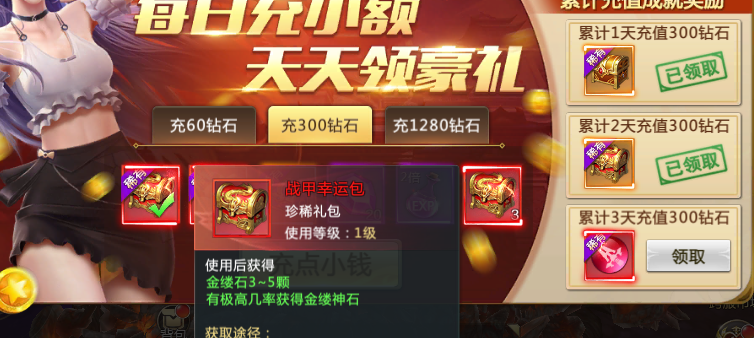 每日充小额
天天领豪礼
累计充值成就奖励
充60钻石
充300钻石
充1280钻石
累计1天充值300钻石
稀有
已领取
累计2天充值300钻石
稀有
已领取
累计3天充值300钻石
稀有
领取
稀有
3
战甲幸运包
珍稀礼包
使用等级：1级
充点小钱
使用后获得
金缕石3~5颗
有极高几率获得金缕神石
获取途径：
背包